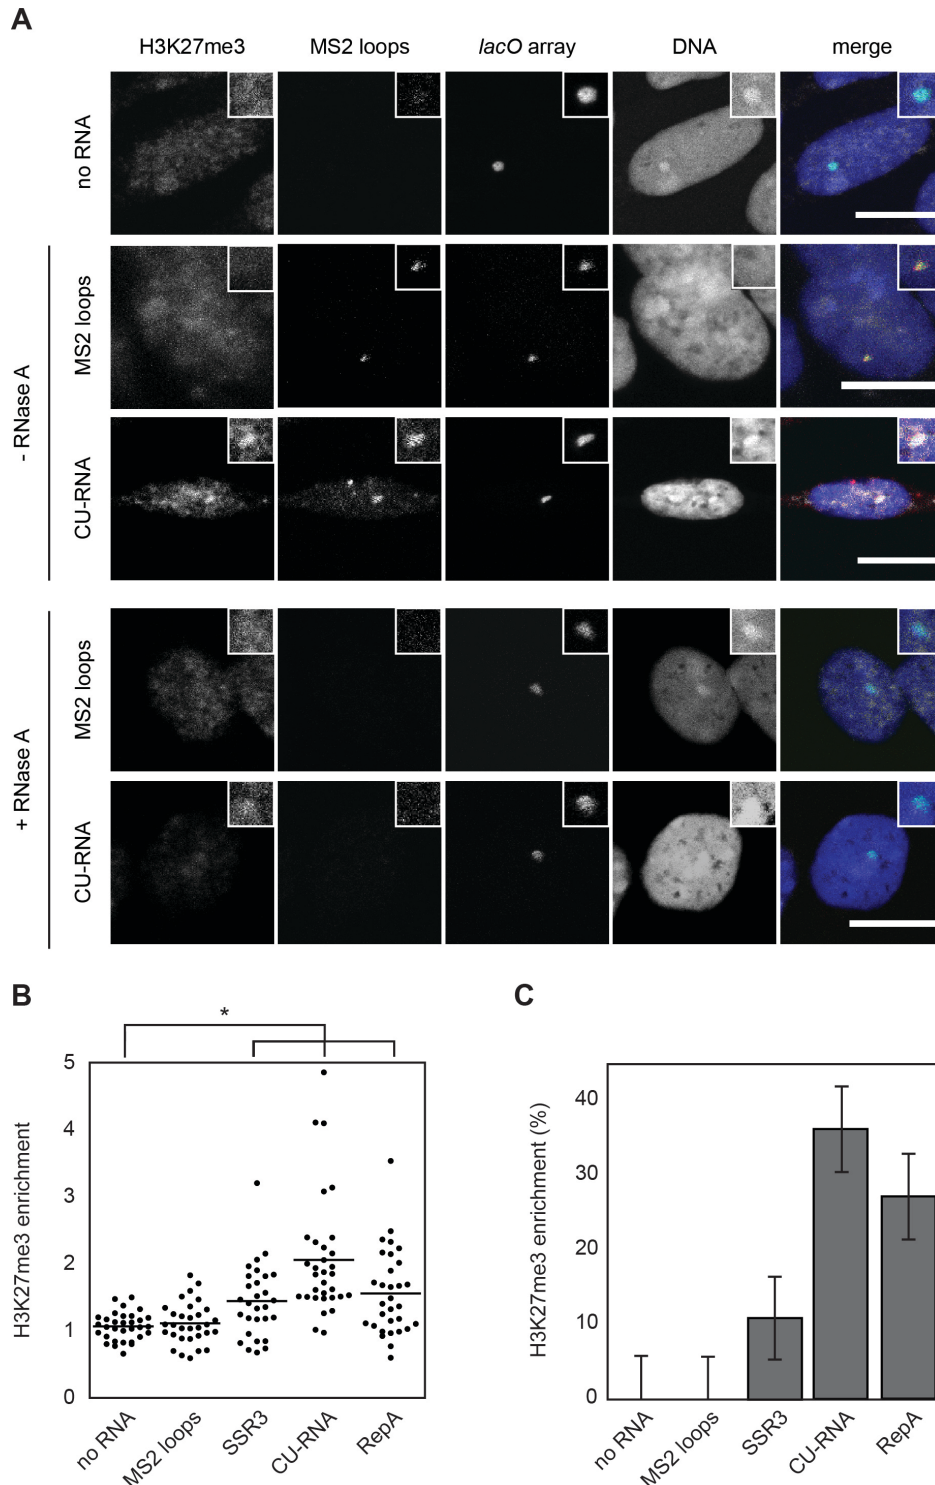 A
H3K27me3 MS2 loops lacO array DNA merge
no RNA
- RNase A
MS2 loops
CU-RNA
+ RNase A
MS2 loops
CU-RNA
B
*
H3K27me3 enrichment
5
4
3
2
1
0
no RNA MS2 loops SSR3 CU-RNA RepA
C
H3K27me3 enrichment (%)
40
30
20
10
0
no RNA MS2 loops SSR3 CU-RNA RepA